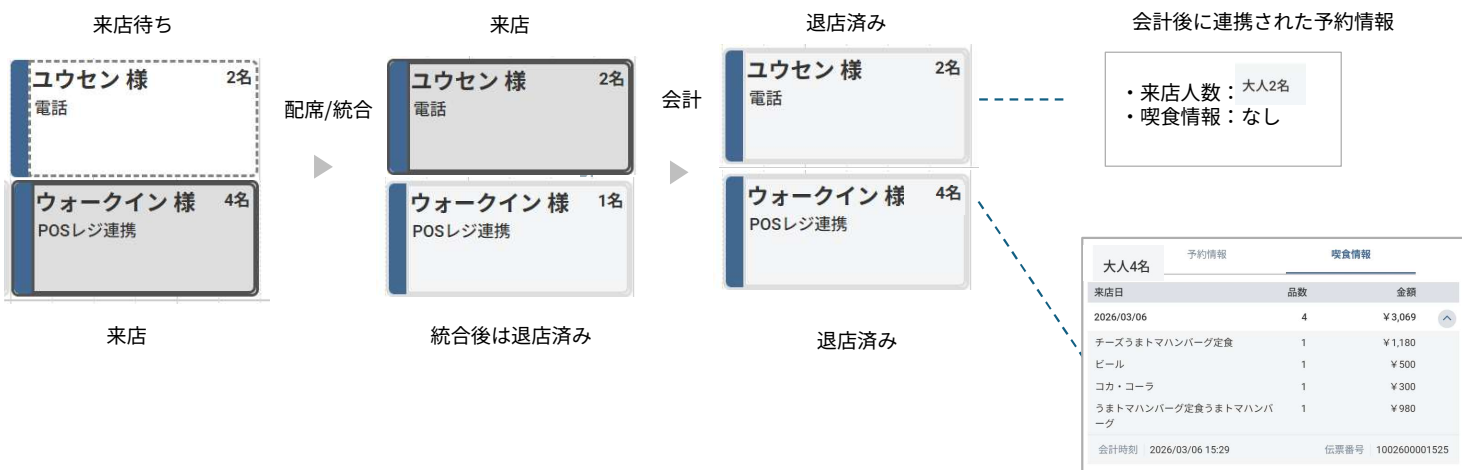 来店待ち
ユウセン 様 2名
電話
ウォークイン 様 4名
POSレジ連携
来店
配席/統合
来店
ユウセン 様 2名
電話
ウォークイン 様 1名
POSレジ連携
統合後は退店済み
会計
退店済み
ユウセン 様 2名
電話
ウォークイン 様 4名
POSレジ連携
退店済み
会計後に連携された予約情報
・来店人数：大人2名
・喫食情報：なし
大人4名 予約情報 喫食情報
来店日 品数 金額
2026/03/06 4 ¥3,069
チーズうまトマハンバーグ定食 1 ¥1,180
ビール 1 ¥500
コカ・コーラ 1 ¥300
うまトマハンバーグ定食うまトマハンバ 1 ¥980
ーグ
会計時刻 2026/03/06 15:29 伝票番号 1002600001525